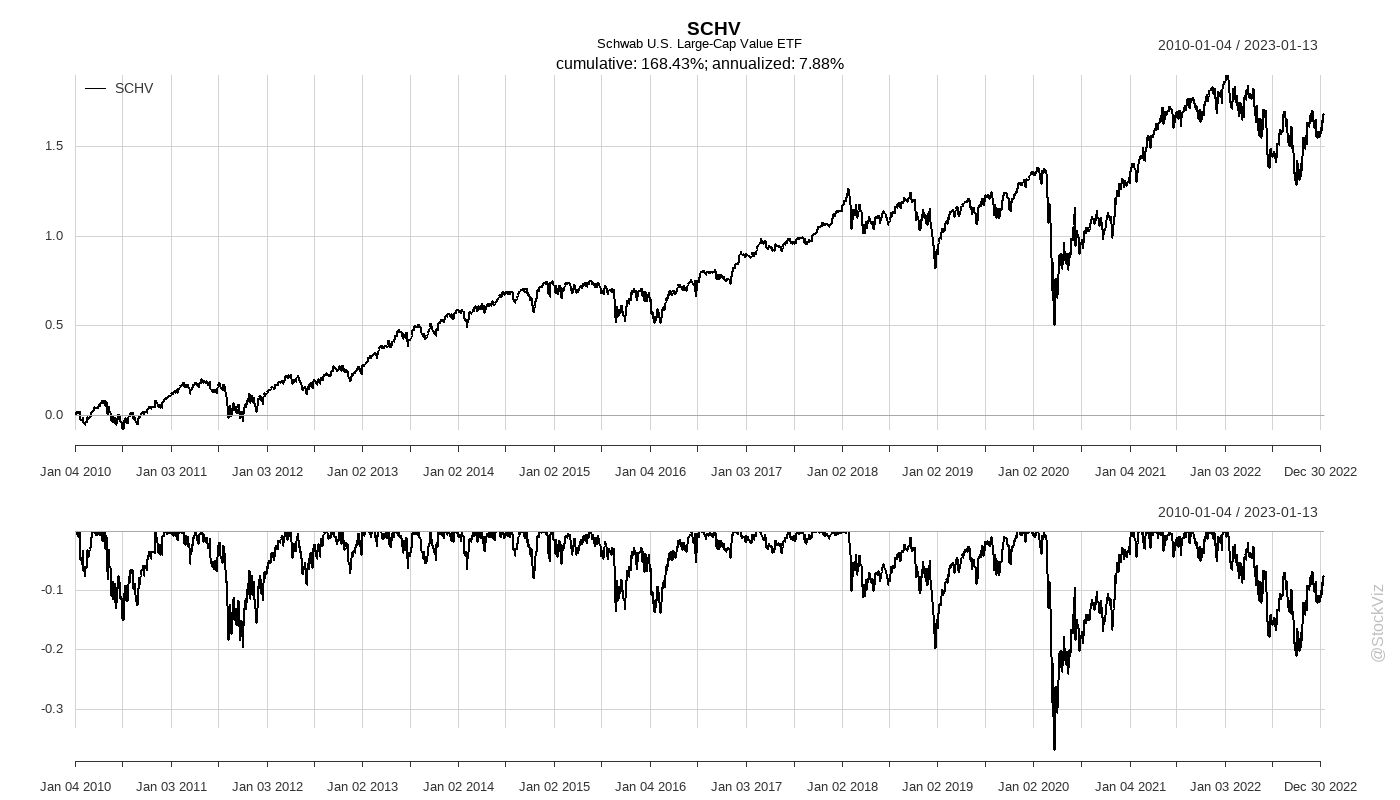 SCHV
Schwab U.S. Large-Cap Value ETF
2010-01-04 / 2023-01-13
cumulative: 168.43%; annualized: 7.88%
SCHV
1.5
1.0
0.5
0.0
Jan 04 2010 Jan 03 2011 Jan 03 2012 Jan 02 2013 Jan 02 2014 Jan 02 2015 Jan 04 2016 Jan 03 2017 Jan 02 2018 Jan 02 2019 Jan 02 2020 Jan 04 2021 Jan 03 2022 Dec 30 2022
2010-01-04 / 2023-01-13
-0.1
-0.2
-0.3
@StockViz
Jan 04 2010 Jan 03 2011 Jan 03 2012 Jan 02 2013 Jan 02 2014 Jan 02 2015 Jan 04 2016 Jan 03 2017 Jan 02 2018 Jan 02 2019 Jan 02 2020 Jan 04 2021 Jan 03 2022 Dec 30 2022